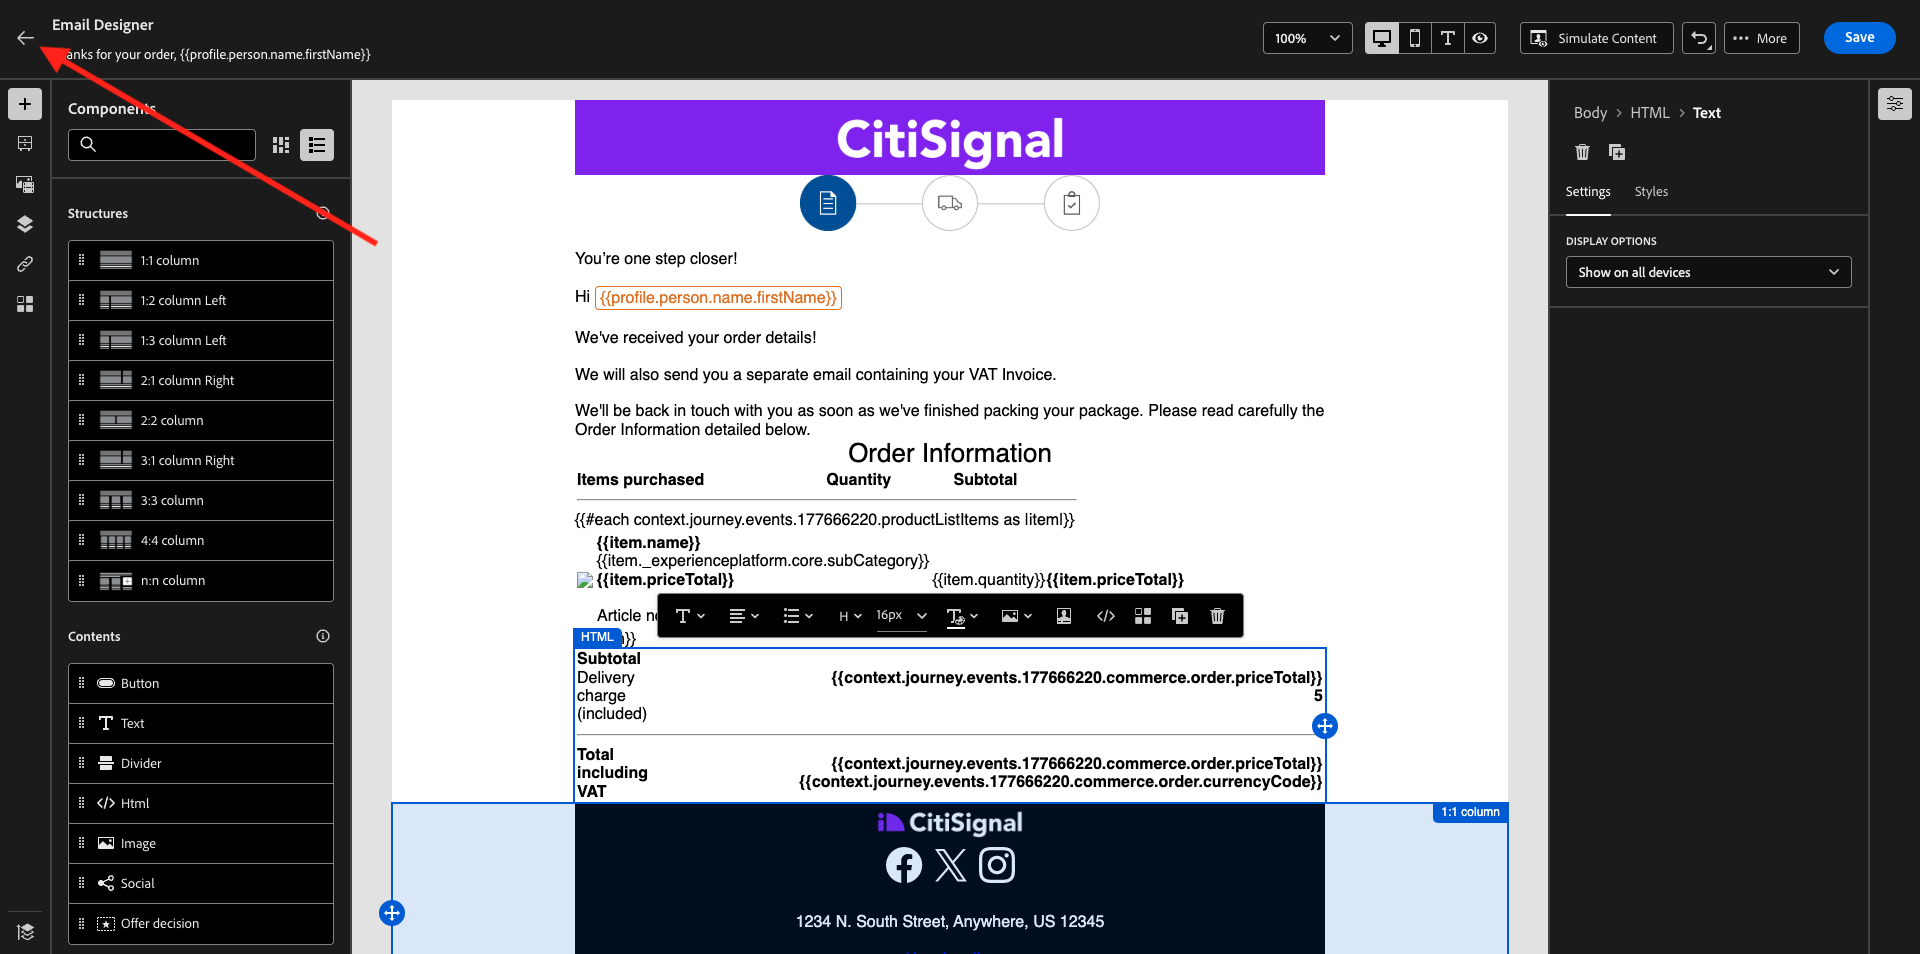 Email Designer
anks for your order, {{profile.person.name.firstName}}
100%
Simulate Content
More
Save
Components
Structures
1:1 column
1:2 column Left
1:3 column Left
2:1 column Right
2:2 column
3:1 column Right
3:3 column
4:4 column
n:n column
Contents
Button
Text
Divider
Html
Image
Social
Offer decision
CitiSignal
You're one step closer!
Hi {{profile.person.name.firstName}}
We've received your order details!
We will also send you a separate email containing your VAT Invoice.
We'll be back in touch with you as soon as we've finished packing your package. Please read carefully the
Order Information detailed below.
Order Information
Items purchased Quantity Subtotal
{{#each context.journey.events.177666220.productListItems as |item|}}
{{item.name}}
{{item._experienceplatform.core.subCategory}}
{{item.priceTotal}} {{item.quantity}}{{item.priceTotal}}
Article
H 16px
HTML
}}
Subtotal
Delivery charge (included)
{{context.journey.events.177666220.commerce.order.priceTotal}}
5
Total including VAT
{{context.journey.events.177666220.commerce.order.priceTotal}}
{{context.journey.events.177666220.commerce.order.currencyCode}}
1:1 column
CitiSignal
1234 N. South Street, Anywhere, US 12345
Body > HTML > Text
Settings Styles
DISPLAY OPTIONS
Show on all devices